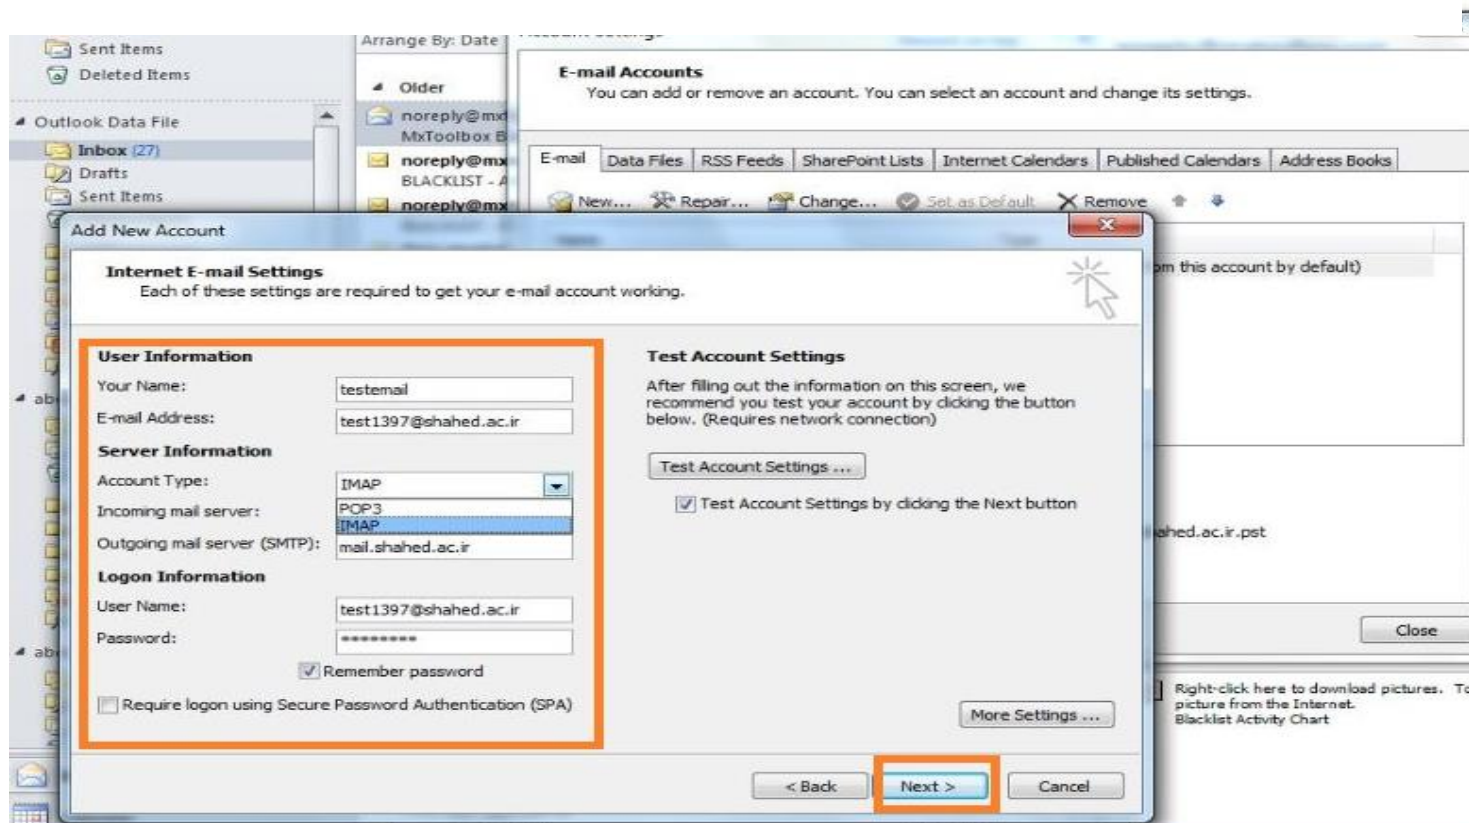 Sent Items
Deleted Items
Outlook Data File
Inbox (27)
Drafts
Sent Items
Arrange By: Date
Older
MxToolbox B
noreply@mx
BLACKLIST - A
noreply@mx
E-mail Accounts
You can add or remove an account. You can select an account and change its settings.
E-mail Data Files RSS Feeds SharePoint Lists Internet Calendars Published Calendars Address Books
New... Repair... Change... Set as Default Remove
om this account by default)
ahed.ac.ir.pst
Close
Right-click here to download pictures. To
picture from the Internet.
Blacklist Activity Chart
Add New Account
Internet E-mail Settings
Each of these settings are required to get your e-mail account working.
User Information
Your Name: testemail
E-mail Address: test1397@shahed.ac.ir
Server Information
Account Type: IMAP
Incoming mail server: POP3
IMAP
Outgoing mail server (SMTP): mail.shahed.ac.ir
Logon Information
User Name: test1397@shahed.ac.ir
Password: ********
Remember password
Require logon using Secure Password Authentication (SPA)
Test Account Settings
After filling out the information on this screen, we
recommend you test your account by clicking the button
below. (Requires network connection)
Test Account Settings ...
Test Account Settings by clicking the Next button
More Settings ...
< Back Next > Cancel